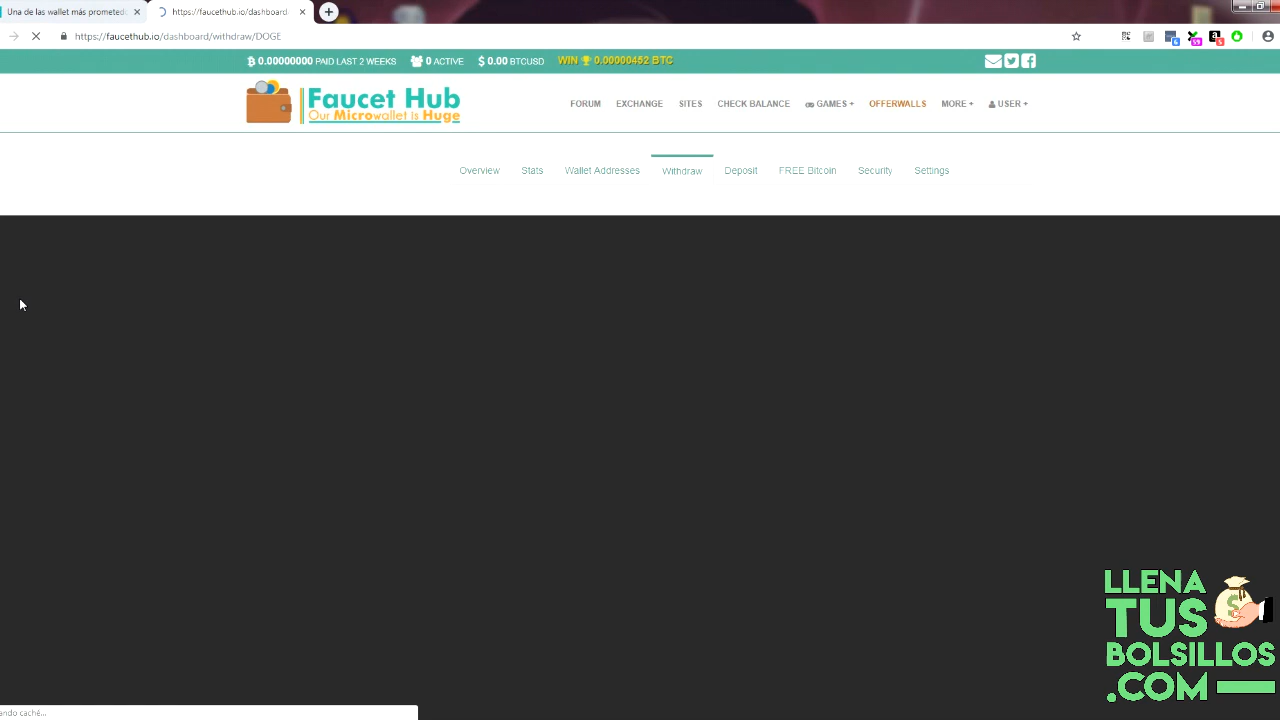 Una de las wallet más promete
https://faucethub.io/dashboard
https://faucethub.io/dashboard/withdraw/DOGE
0.00000000 PAID LAST 2 WEEKS
0 ACTIVE
$ 0.00 BTCUSD
WIN 0.00000452 BTC
Faucet Hub
Our Microwallet Is Huge
FORUM
EXCHANGE
SITES
CHECK BALANCE
GAMES +
OFFERWALLS
MORE +
USER +
Overview
Stats
Wallet Addresses
Withdraw
Deposit
FREE Bitcoin
Security
Settings
LLENA
TUS
BOLSILLOS
.COM
ando caché...